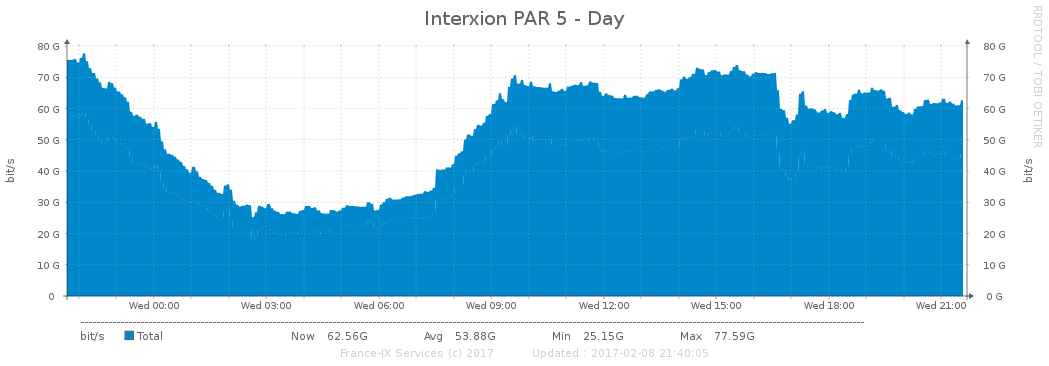 Interxion PAR 5 - Day
RRDTOOL / TOBI OETIKER
bit/s
80 G 80 G
70 G 70 G
60 G 60 G
50 G 50 G
40 G 40 G
30 G 30 G
20 G 20 G
10 G 10 G
0 0 G
bit/s
Wed 00:00 Wed 03:00 Wed 06:00 Wed 09:00 Wed 12:00 Wed 15:00 Wed 18:00 Wed 21:00
bit/s Total Now 62.56G Avg 53.88G Min 25.15G Max 77.59G
France-IX Services (c) 2017 Updated : 2017-02-08 21:40:05